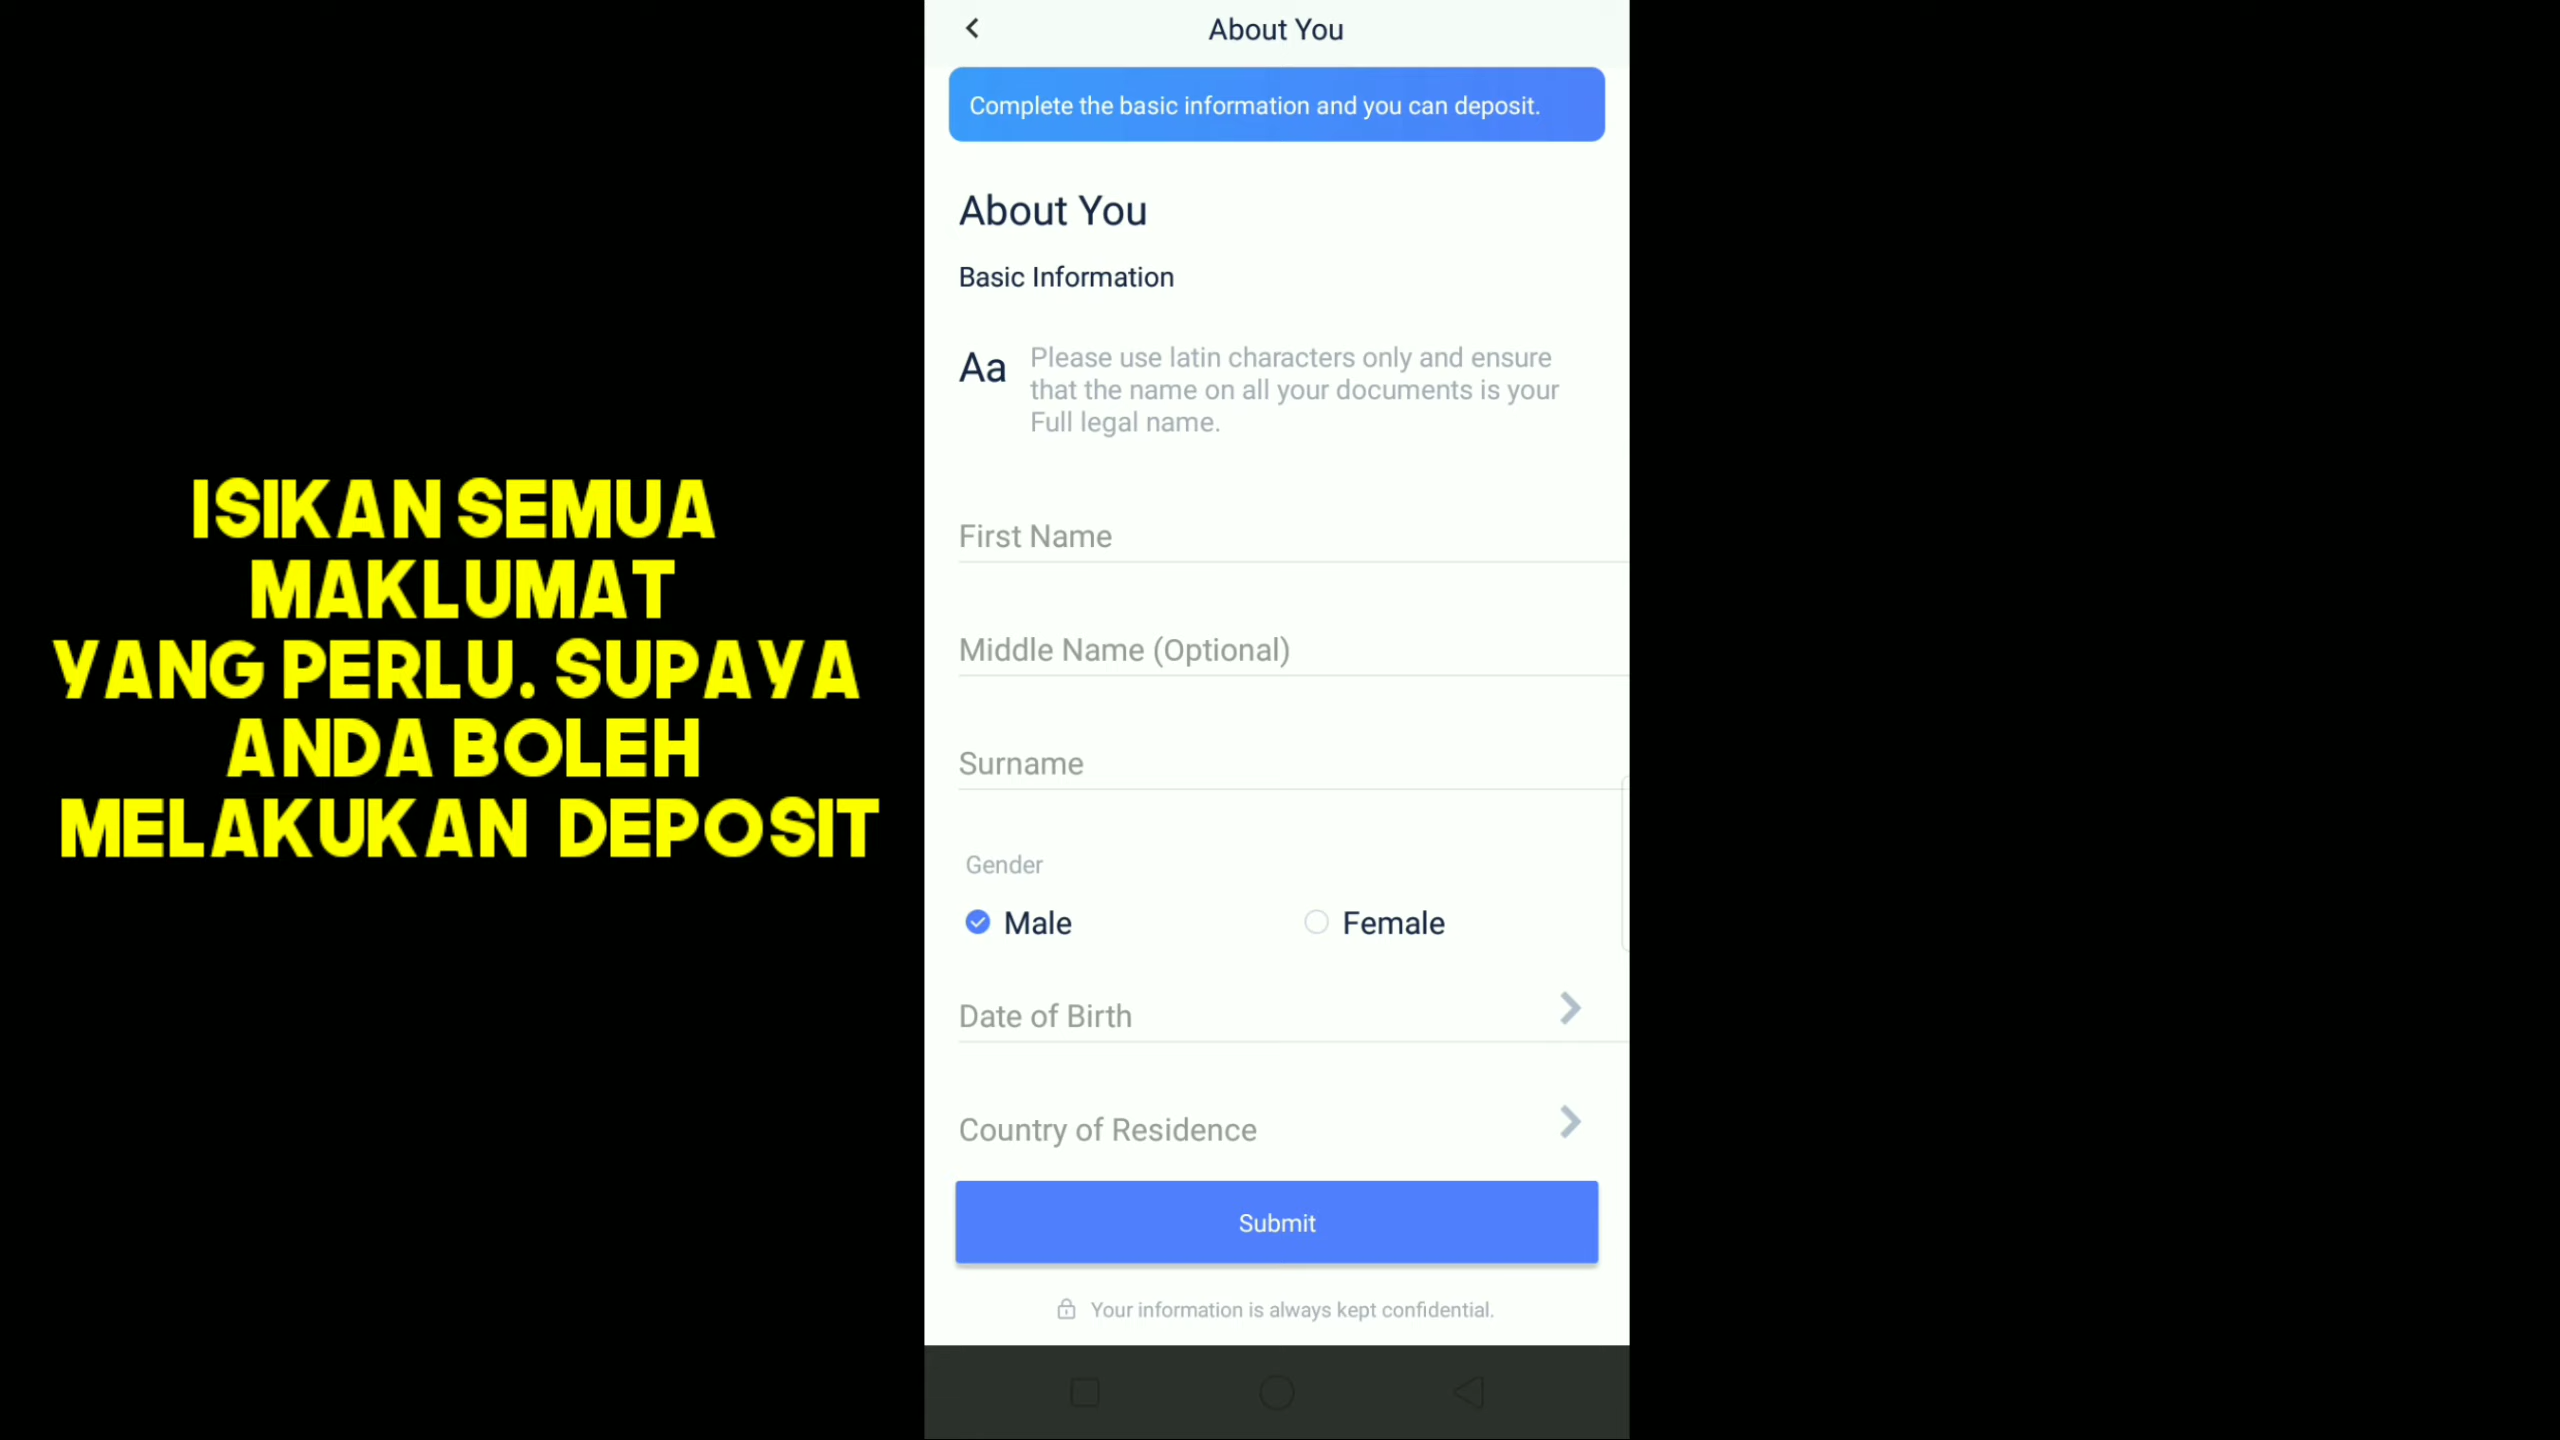 ISIKAN SEMUA
MAKLUMAT
YANG PERLU. SUPAYA
ANDA BOLEH
MELAKUKAN DEPOSIT
About You
Complete the basic information and you can deposit.
About You
Basic Information
Aa
Please use latin characters only and ensure
that the name on all your documents is your
Full legal name.
First Name
Middle Name (Optional)
Surname
Gender
Male
Female
Date of Birth
Country of Residence
Submit
Your information is always kept confidential.